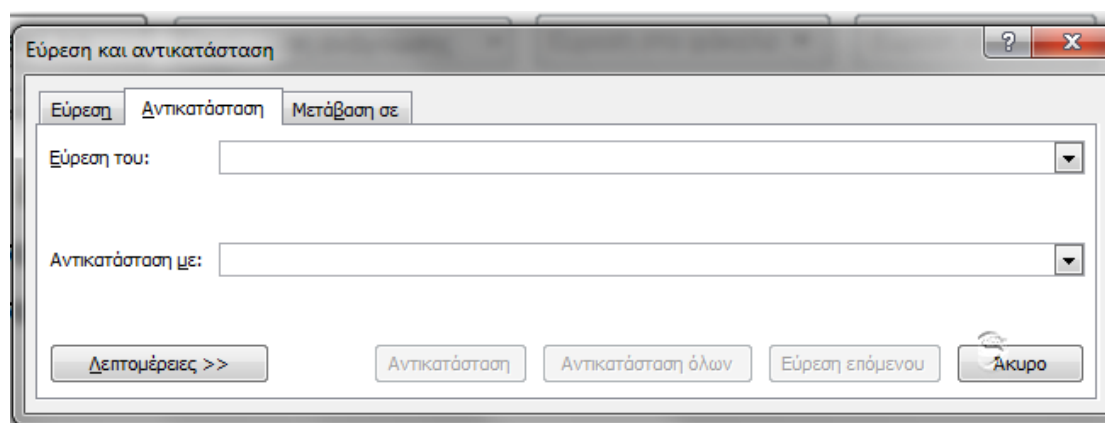 Εύρεση και αντικατάσταση
Εύρεση Αντικατάσταση Μετάβαση σε
Εύρεση του:
Αντικατάσταση με:
Λεπτομέρειες >> Αντικατάσταση Αντικατάσταση όλων Εύρεση επόμενου Άκυρο